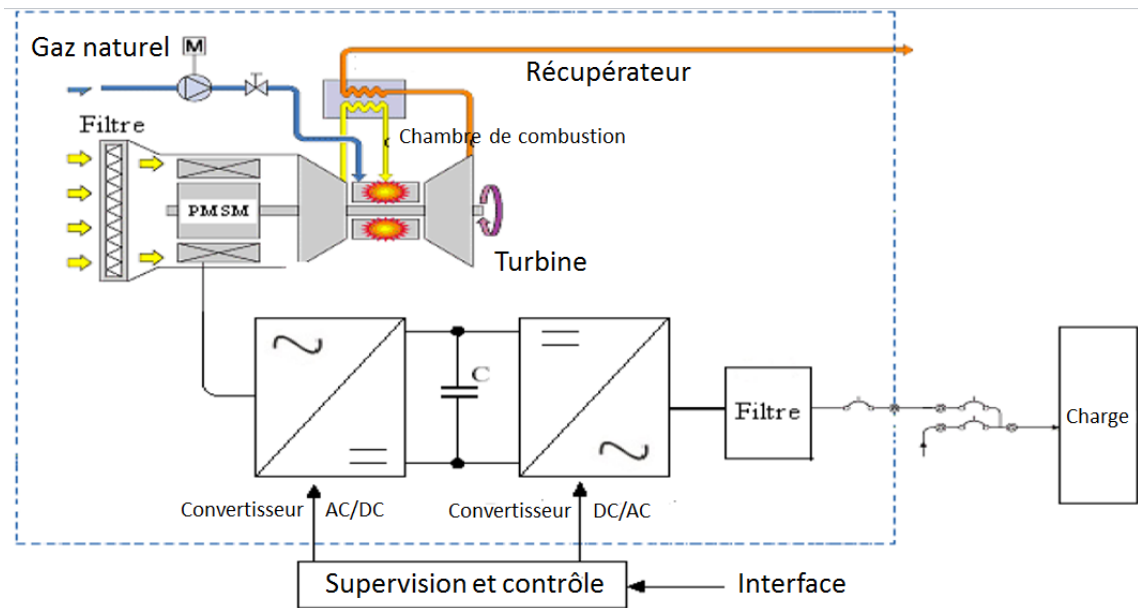 Gaz naturel
M
Récupérateur
Filtre
Chambre de combustion
PMSM
Turbine
C
Filtre
Charge
Convertisseur AC/DC
Convertisseur DC/AC
Supervision et contrôle
Interface